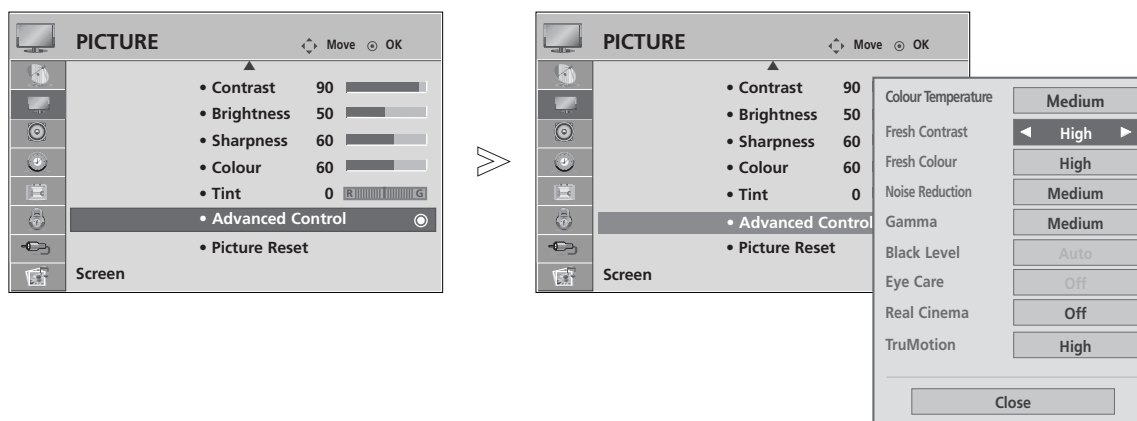 PICTURE
Move OK
• Contrast 90
• Brightness 50
• Sharpness 60
• Colour 60
• Tint 0 R G
• Advanced Control
• Picture Reset
Screen
PICTURE
Move OK
• Contrast 90
• Brightness 50
• Sharpness 60
• Colour 60
• Tint 0
• Advanced Control
• Picture Reset
Screen
Colour Temperature Medium
Fresh Contrast High
Fresh Colour High
Noise Reduction Medium
Gamma Medium
Black Level Auto
Eye Care Off
Real Cinema Off
TruMotion High
Close